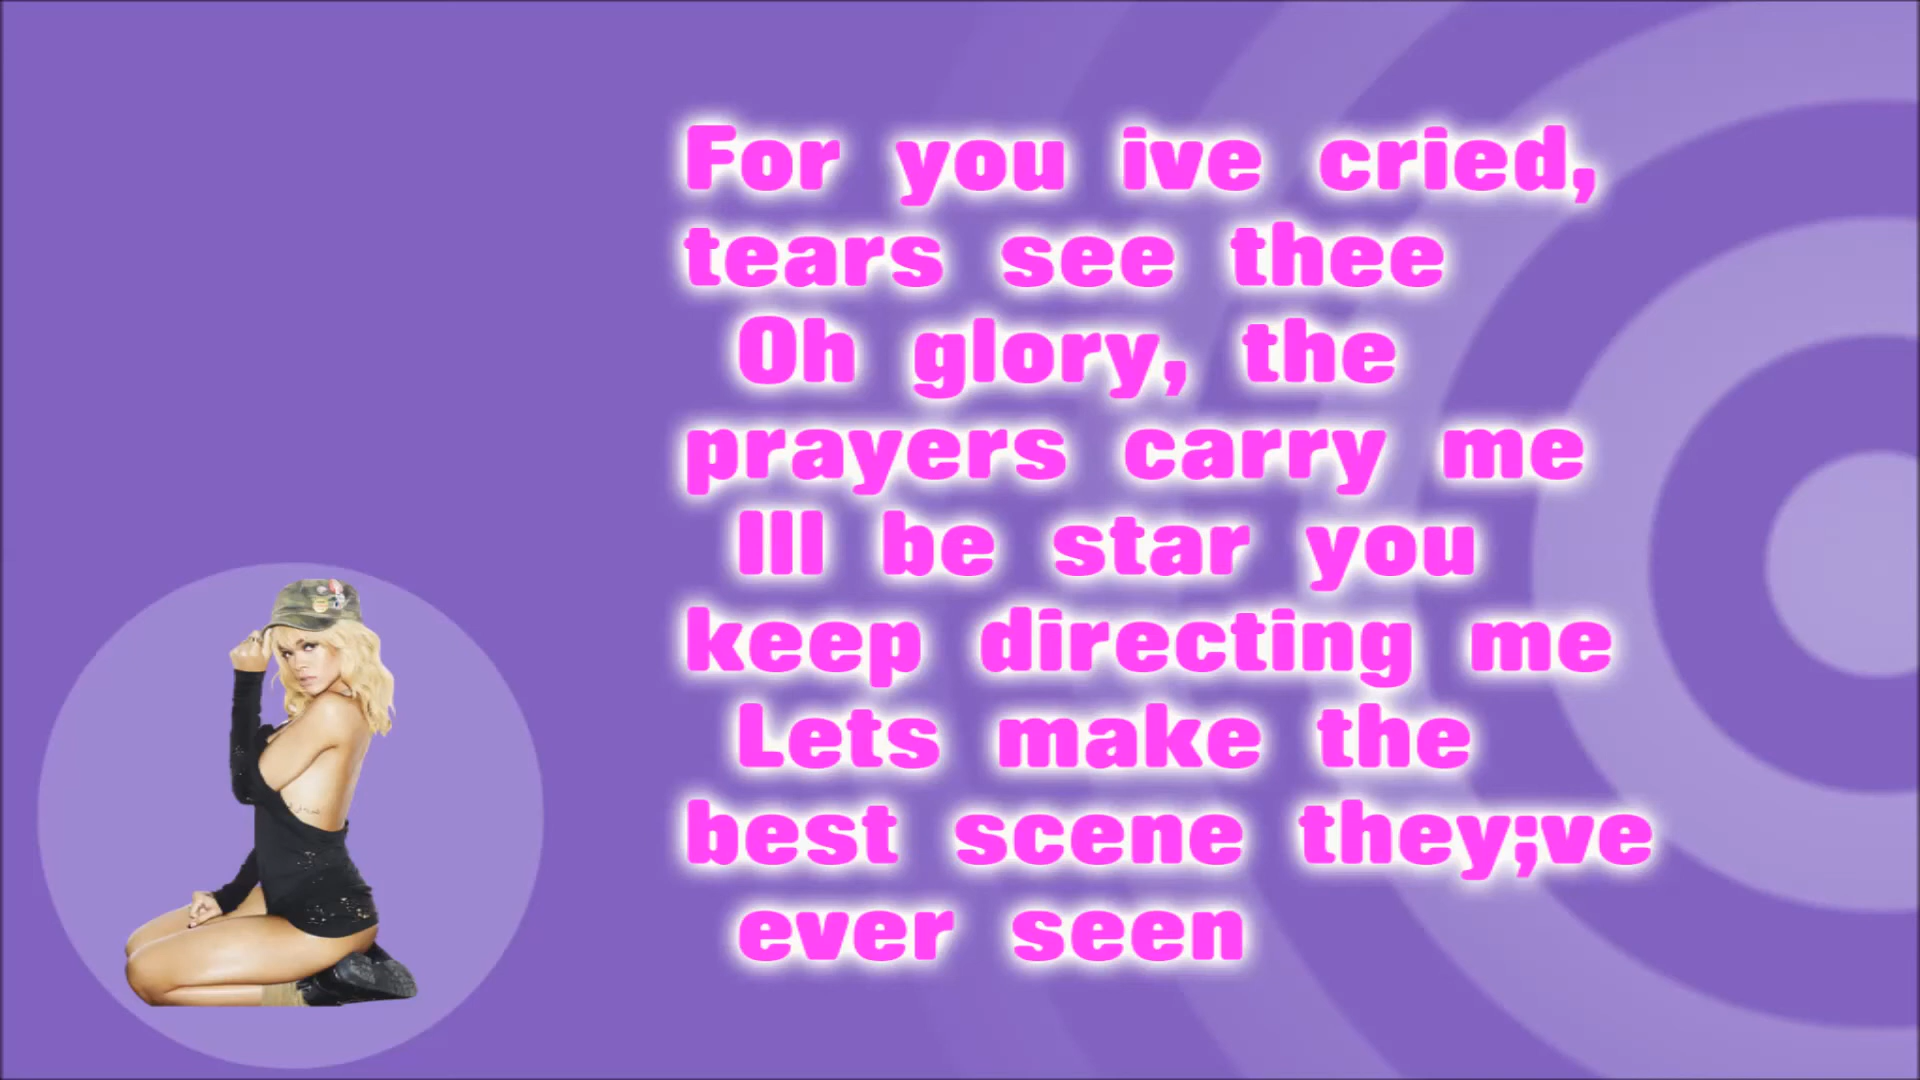 For you ive cried,
tears see thee
Oh glory, the
prayers carry me
Ill be star you
keep directing me
Lets make the
best scene they;ve
ever seen